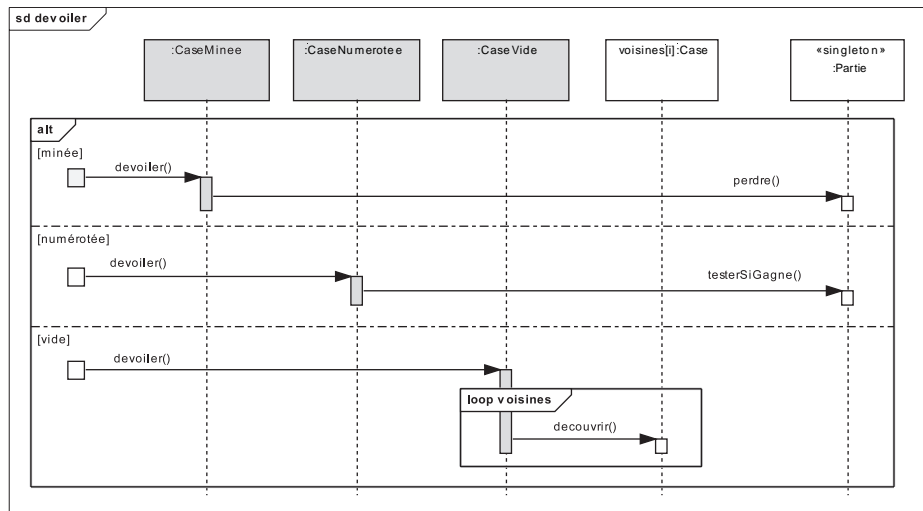 sd devoiler
:CaseMinee
:CaseNumerotee
:CaseVide
voisines[i]:Case
«singleton»
:Partie
alt
[minée]
devoiler()
perdre()
[numérotée]
devoiler()
testerSiGagne()
[vide]
devoiler()
loop voisines
decouvrir()